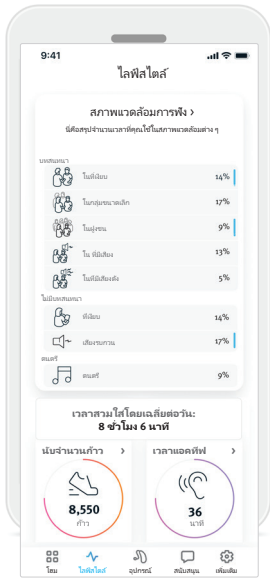 9:41
ไลฟ์สไตล์
สภาพแวดล้อมการฟัง ›
นี่คือสรุปจำนวนเวลาที่คุณใช้ในสภาพแวดล้อมต่าง ๆ
บทสนทนา
ในที่เงียบ 14%
ในกลุ่มขนาดเล็ก 17%
ในฝูงชน 9%
ใน ที่มีเสียง 13%
ในที่มีเสียงดัง 5%
ไม่มีบทสนทนา
ที่เงียบ 14%
เสียงรบกวน 17%
ดนตรี
ดนตรี 9%
เวลาสวมใส่โดยเฉลี่ยต่อวัน:
8 ชั่วโมง 6 นาที
นับจำนวนก้าว › เวลาแอคทีฟ ›
8,550 36
ก้าว นาที
โฮม ไลฟ์สไตล์ อุปกรณ์ สนับสนุน เพิ่มเติม